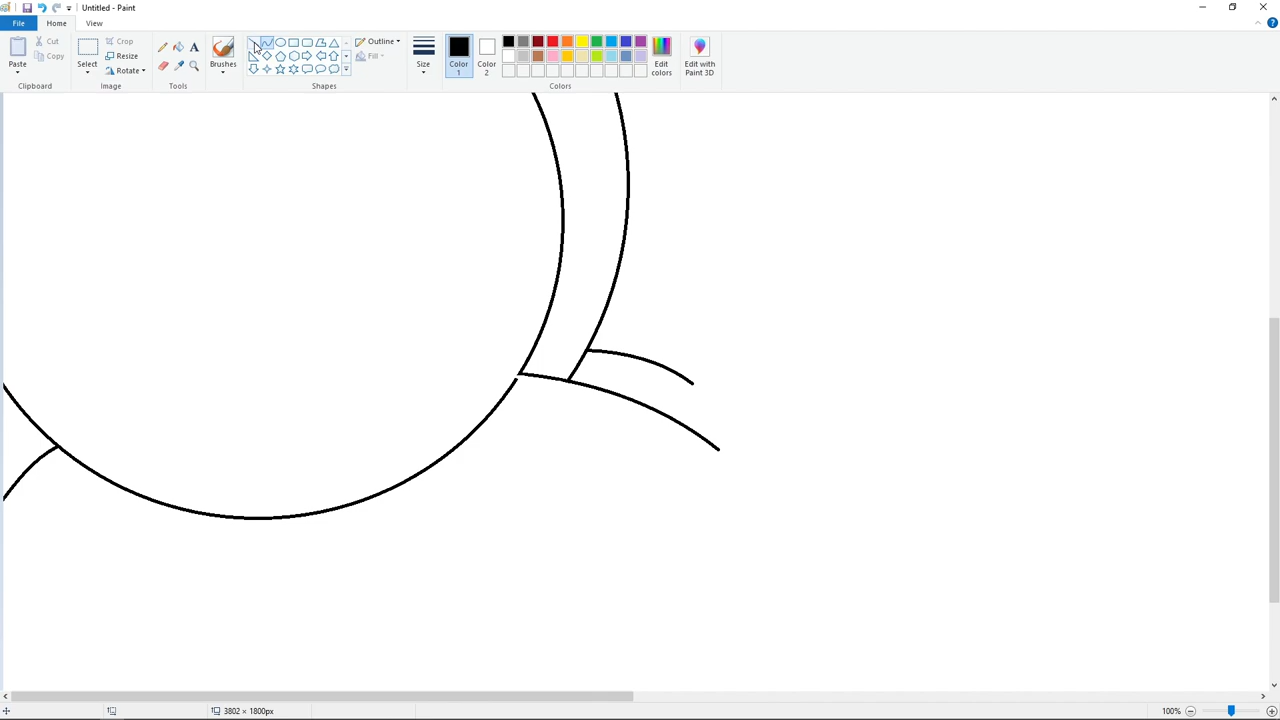 Untitled - Paint
File
Home
View
Paste
Cut
Copy
Clipboard
Select
Crop
Resize
Rotate
Image
Tools
Brushes
Shapes
Outline
Fill
Size
Color
1
Color
2
Edit
colors
Colors
Edit with
Paint 3D
3802 × 1800px
100%